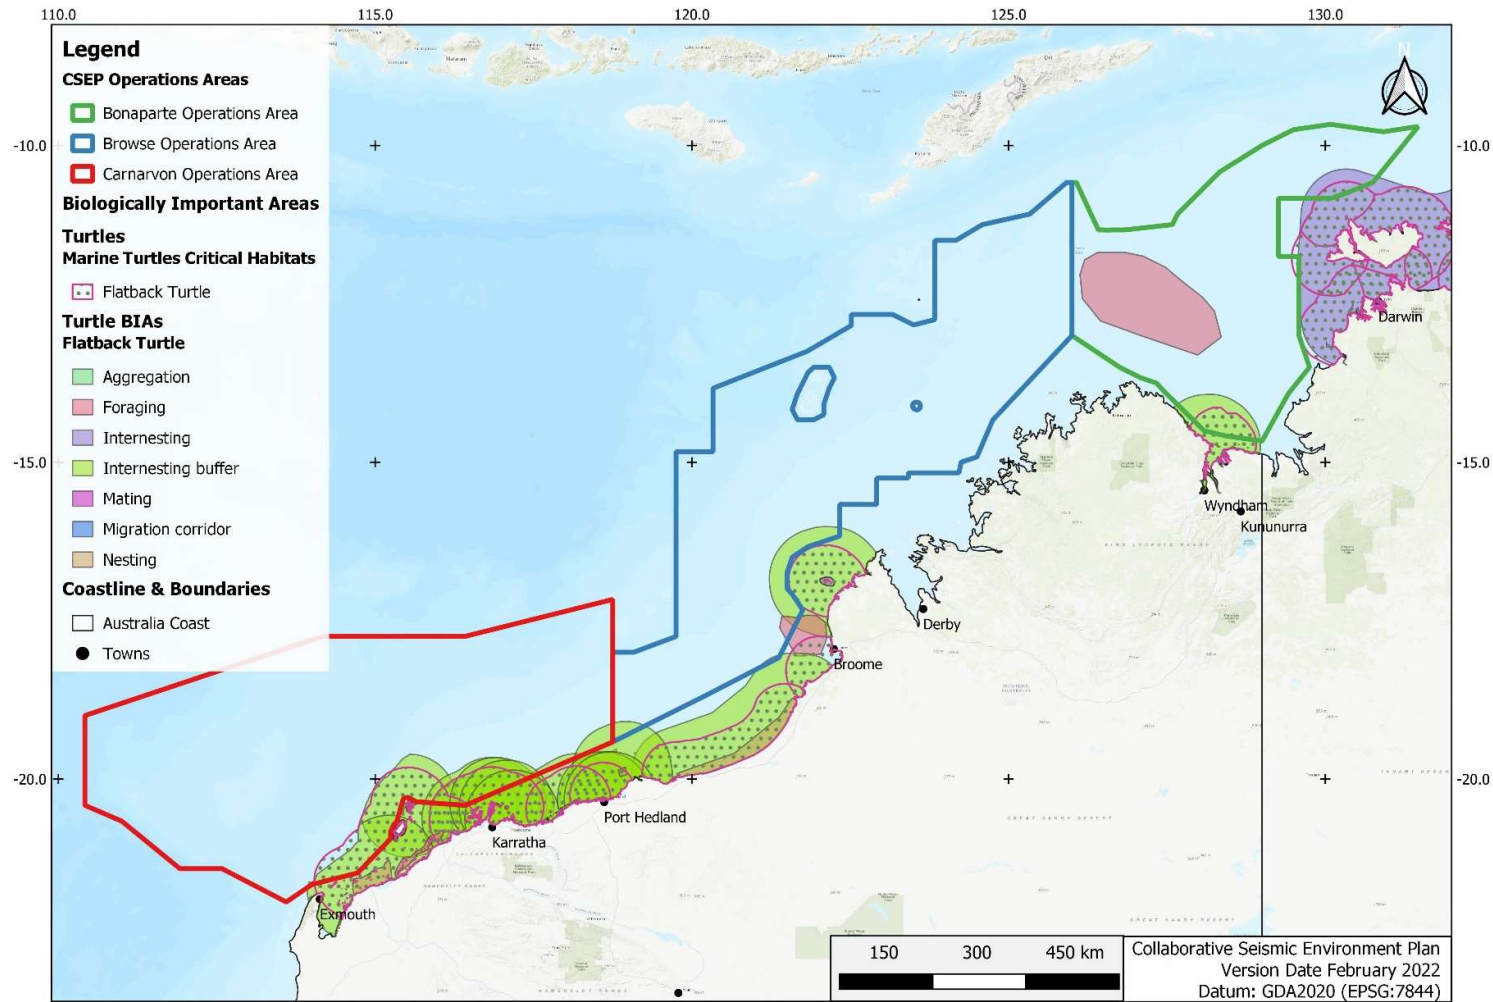 110.0
115.0
120.0
125.0
130.0
Legend
CSEP Operations Areas
Bonaparte Operations Area
Browse Operations Area
Carnarvon Operations Area
Biologically Important Areas
Turtles
Marine Turtles Critical Habitats
Flatback Turtle
Turtle BIAs
Flatback Turtle
Aggregation
Foraging
Internesting
Internesting buffer
Mating
Migration corridor
Nesting
Coastline & Boundaries
Australia Coast
Towns
N
-10.0
-10.0
Darwin
-15.0
-15.0
Wyndham
Kununurra
Derby
Broome
-20.0
-20.0
Port Hedland
Karratha
Exmouth
GREAT SANDY DESERT
150
300
450 km
Collaborative Seismic Environment Plan
Version Date February 2022
Datum: GDA2020 (EPSG:7844)